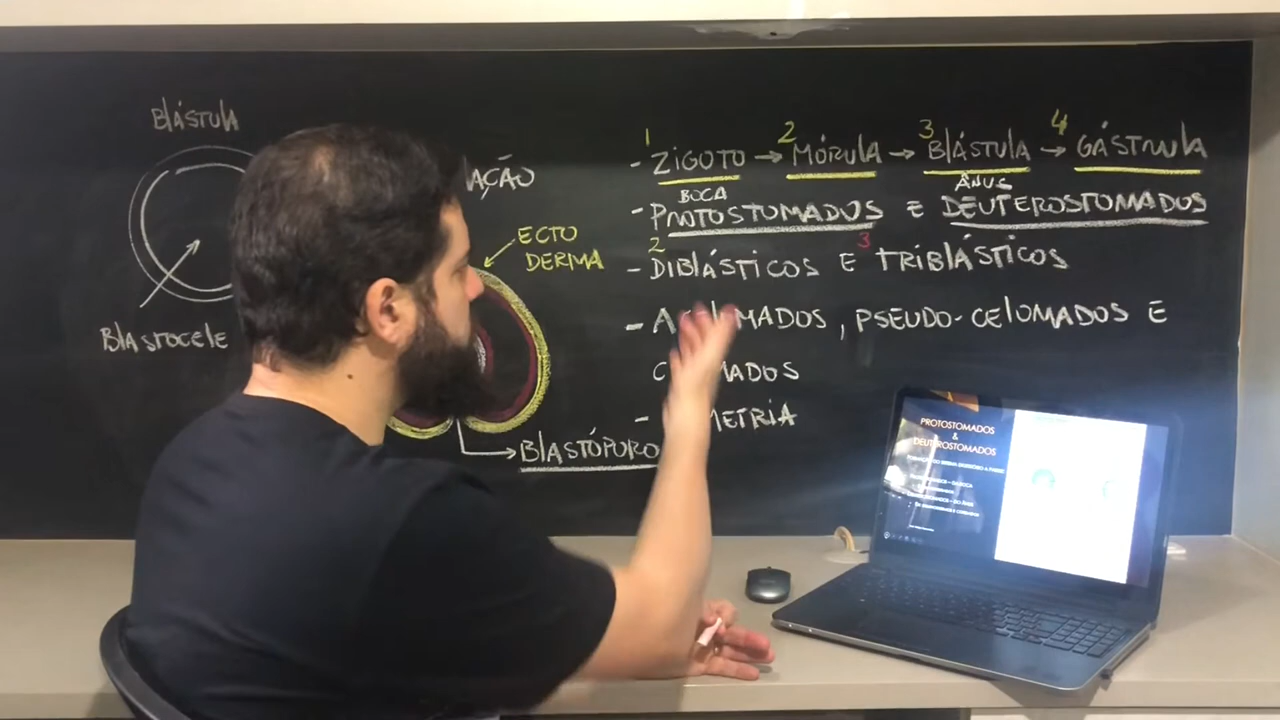 BLÁSTULA
BLASTOCELE
AÇÃO
ECTO
DERMA
BLASTÓPORO
1 2 3 4
- ZIGOTO → MÓRULA → BLÁSTULA → GÁSTRULA
BOCA ÂNUS
- PROTOSTOMADOS E DEUTEROSTOMADOS
2 3
- DIBLÁSTICOS E TRIBLÁSTICOS
- MADOS, PSEUDO-CELOMADOS E
C MADOS
- METRIA
PROTOSTOMADOS
&
DEUTEROSTOMADOS